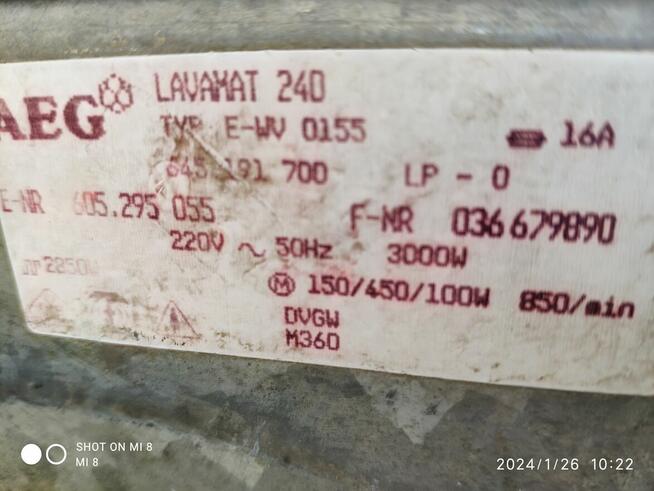 AEG LAVAMAT 240
TYP E-WV 0155 16A
645 191 700 LP - 0
E-NR 605.295 055 F-NR 036679890
220V ~ 50Hz 3000W
2250W M 150/450/100W 850/min
DVGW
M360
SHOT ON MI 8
MI 8
2024/1/26 10:22